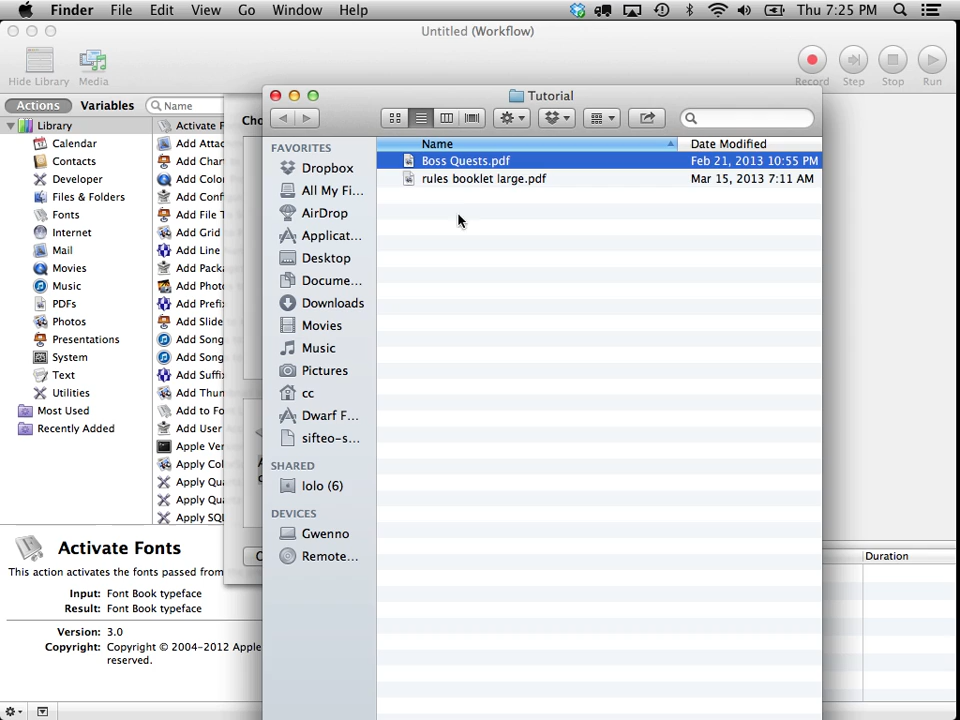 Finder File Edit View Go Window Help Thu 7:25 PM
Untitled (Workflow)
Hide Library Media Record Step Stop Run
Actions Variables Name
Tutorial
Library
Calendar
Contacts
Developer
Files & Folders
Fonts
Internet
Mail
Movies
Music
PDFs
Photos
Presentations
System
Text
Utilities
Most Used
Recently Added
Activate F
Add Attac
Add Char
Add Colo
Add Conf
Add File T
Add Grid
Add Line
Add Packa
Add Phot
Add Prefi
Add Slide
Add Song
Add Song
Add Suffi
Add Thu
Add to Fo
Add User
Apple Ver
Apply Col
Apply Qua
Apply Qua
Apply SQL
Cho
FAVORITES
Dropbox
All My Fi...
AirDrop
Applicat...
Desktop
Docume...
Downloads
Movies
Music
Pictures
cc
Dwarf F...
sifteo-s...
SHARED
lolo (6)
DEVICES
Gwenno
Remote...
Name Date Modified
Boss Quests.pdf Feb 21, 2013 10:55 PM
rules booklet large.pdf Mar 15, 2013 7:11 AM
Activate Fonts
This action activates the fonts passed from
Input: Font Book typeface
Result: Font Book typeface
Version: 3.0
Copyright: Copyright © 2004-2012 Apple
reserved.
Duration